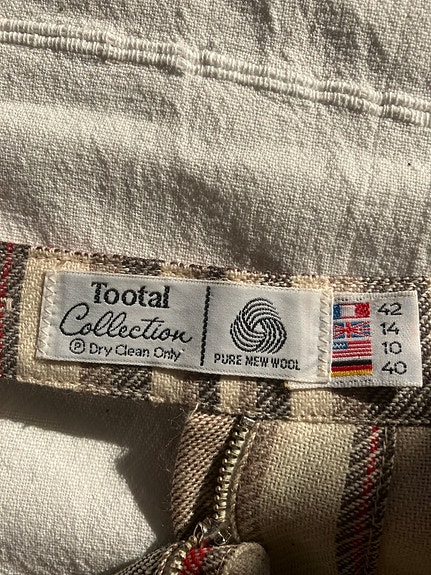 Tootal
Collection
Ⓟ Dry Clean Only
PURE NEW WOOL
42
14
10
40